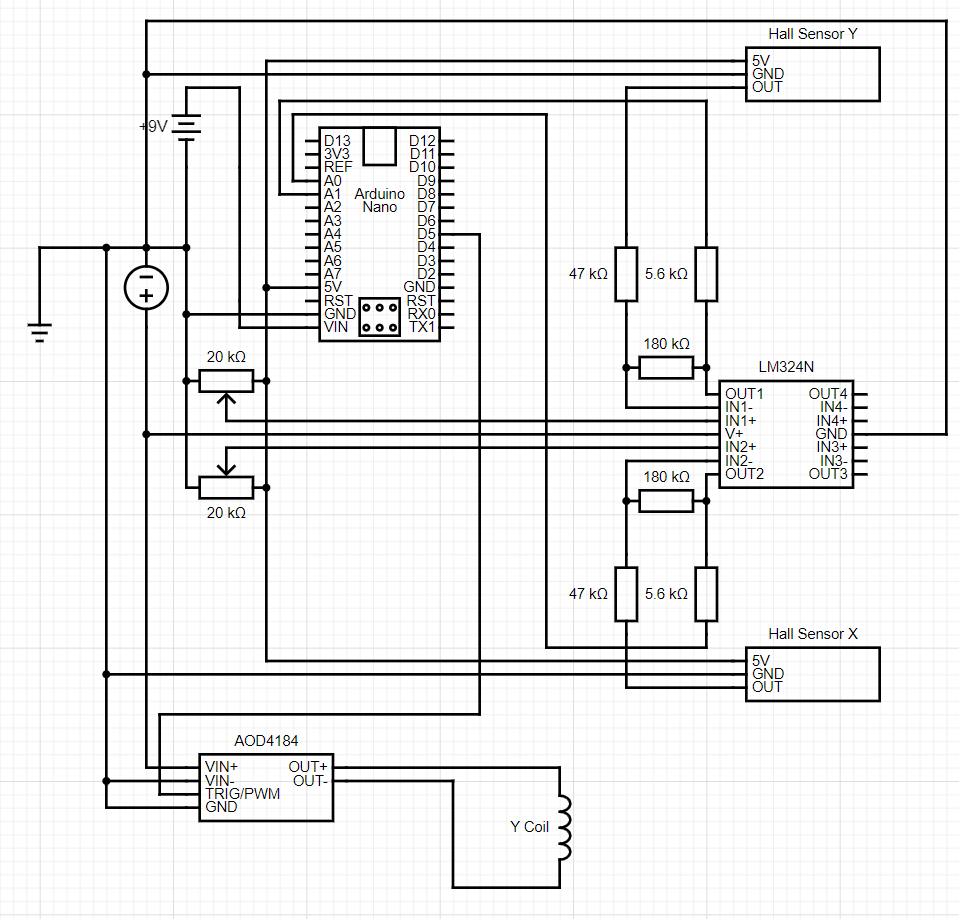 Hall Sensor Y
5V
GND
OUT
+9V
D13
3V3
REF
A0
A1
A2
A3
A4
A5
A6
A7
5V
RST
GND
VIN
Arduino
Nano
D12
D11
D10
D9
D8
D7
D6
D5
D4
D3
D2
GND
RST
RX0
TX1
47 kΩ
5.6 kΩ
180 kΩ
20 kΩ
LM324N
OUT1
IN1-
IN1+
V+
IN2+
IN2-
OUT2
OUT4
IN4-
IN4+
GND
IN3+
IN3-
OUT3
180 kΩ
20 kΩ
47 kΩ
5.6 kΩ
Hall Sensor X
5V
GND
OUT
AOD4184
VIN+
VIN-
TRIG/PWM
GND
OUT+
OUT-
Y Coil